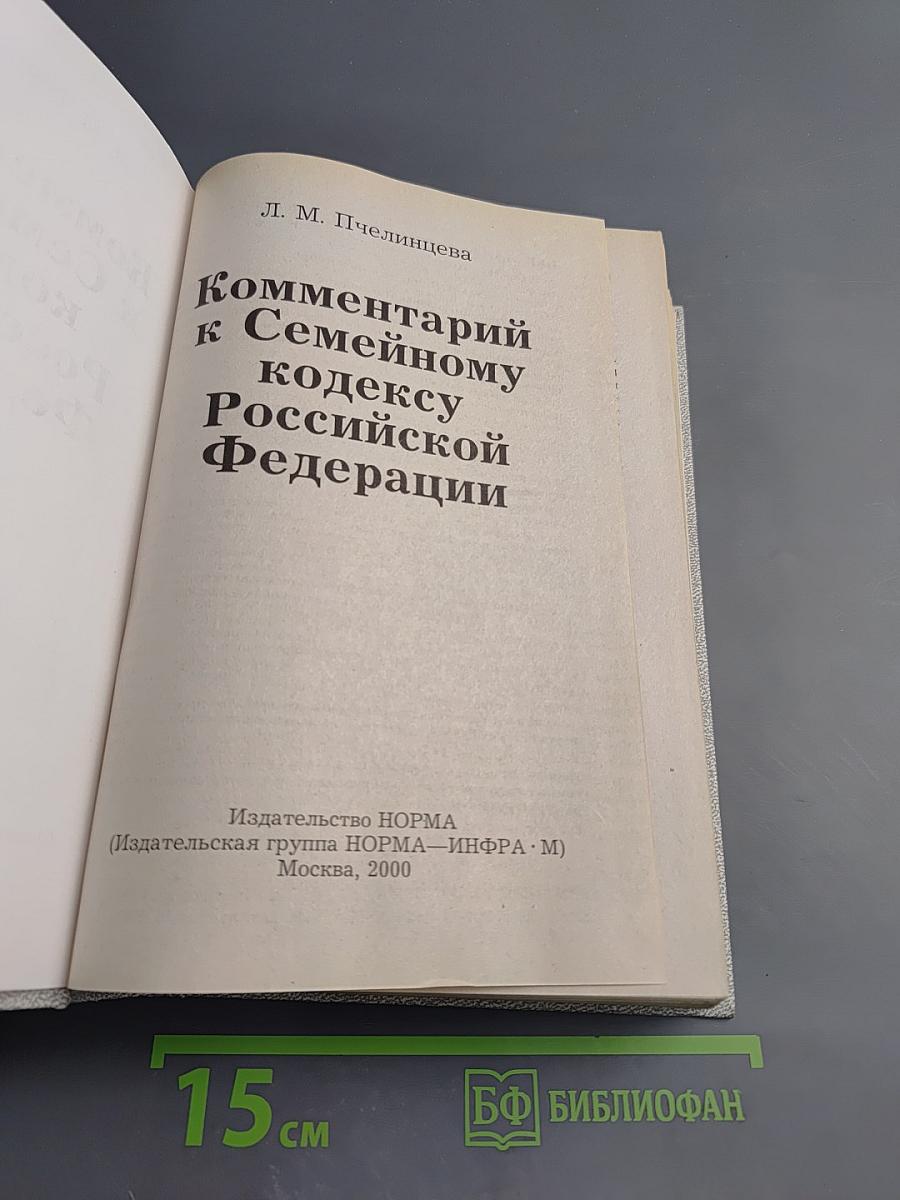 Л. М. Пчелинцева
Комментарий
к Семейному
кодексу
Российской
Федерации
Издательство НОРМА
(Издательская группа НОРМА—ИНФРА · М)
Москва, 2000
15 см
БФ БИБЛИОФАН